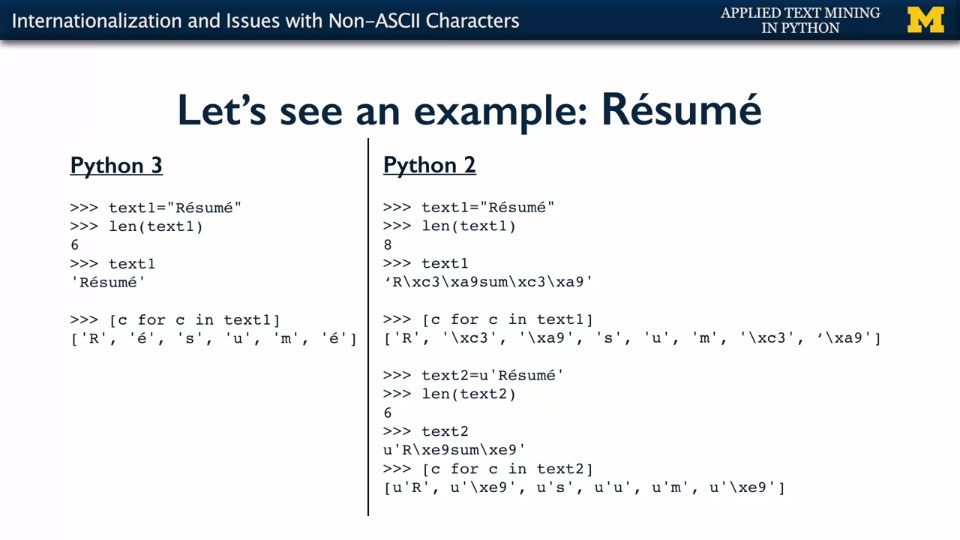 Internationalization and Issues with Non-ASCII Characters
APPLIED TEXT MINING
IN PYTHON
M
Let's see an example: Résumé
Python 3
>>> text1="Résumé"
>>> len(text1)
6
>>> text1
'Résumé'
>>> [c for c in text1]
['R', 'é', 's', 'u', 'm', 'é']
Python 2
>>> text1="Résumé"
>>> len(text1)
8
>>> text1
‘R\xc3\xa9sum\xc3\xa9'
>>> [c for c in text1]
['R', '\xc3', '\xa9', 's', 'u', 'm', '\xc3', ‘\xa9']
>>> text2=u'Résumé'
>>> len(text2)
6
>>> text2
u'R\xe9sum\xe9'
>>> [c for c in text2]
[u'R', u'\xe9', u's', u'u', u'm', u'\xe9']